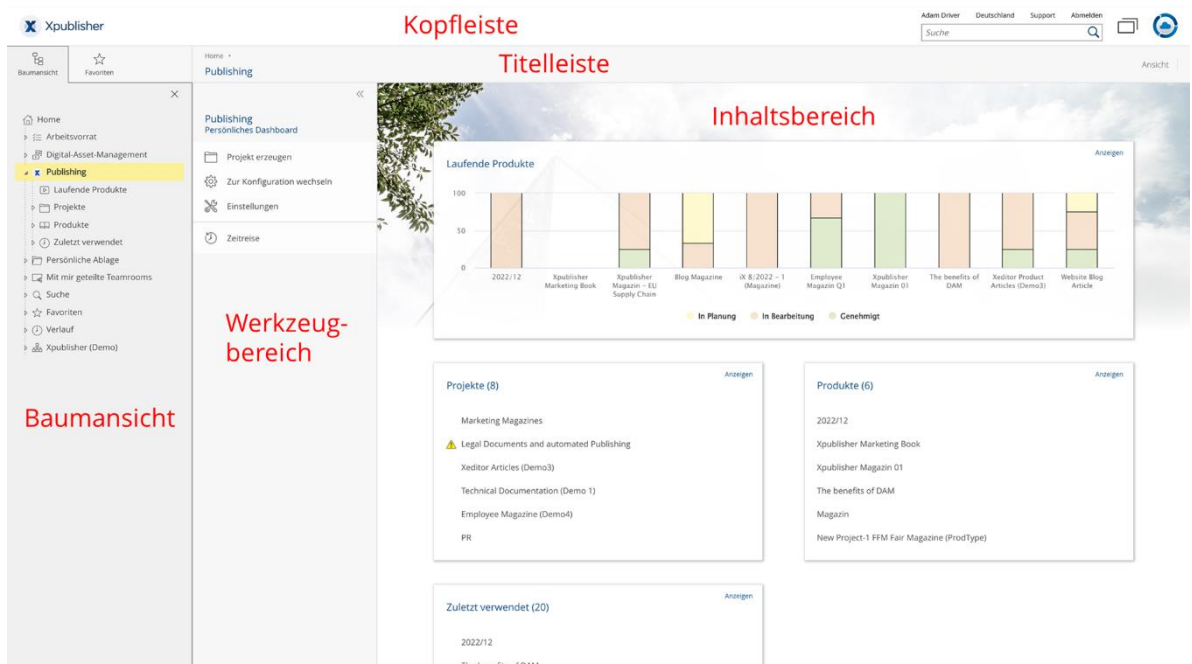 Xpublisher
Kopfleiste
Adam Driver Deutschland Support Abmelden
Suche
Baumansicht
Favoriten
Home
Publishing
Titelleiste
Ansicht
Home
Arbeitsvorrat
Digital-Asset-Management
Publishing
Laufende Produkte
Projekte
Produkte
Zuletzt verwendet
Persönliche Ablage
Mit mir geteilte Teamrooms
Suche
Favoriten
Verlauf
Xpublisher (Demo)
Baumansicht
Publishing
Persönliches Dashboard
Projekt erzeugen
Zur Konfiguration wechseln
Einstellungen
Zeitreise
Werkzeug-
bereich
Inhaltsbereich
Laufende Produkte
Anzeigen
100
50
0
2022/12
Xpublisher
Marketing Book
Xpublisher
Magazin – EU
Supply Chain
Blog Magazine
iX 8/2022 – 1
(Magazine)
Employee
Magazin Q1
Xpublisher
Magazin 01
The benefits of
DAM
Xeditor Product
Articles (Demo3)
Website Blog
Article
In Planung In Bearbeitung Genehmigt
Anzeigen
Projekte (8)
Marketing Magazines
Legal Documents and automated Publishing
Xeditor Articles (Demo3)
Technical Documentation (Demo 1)
Employee Magazine (Demo4)
PR
Anzeigen
Produkte (6)
2022/12
Xpublisher Marketing Book
Xpublisher Magazin 01
The benefits of DAM
Magazin
New Project-1 FFM Fair Magazine (ProdType)
Anzeigen
Zuletzt verwendet (20)
2022/12